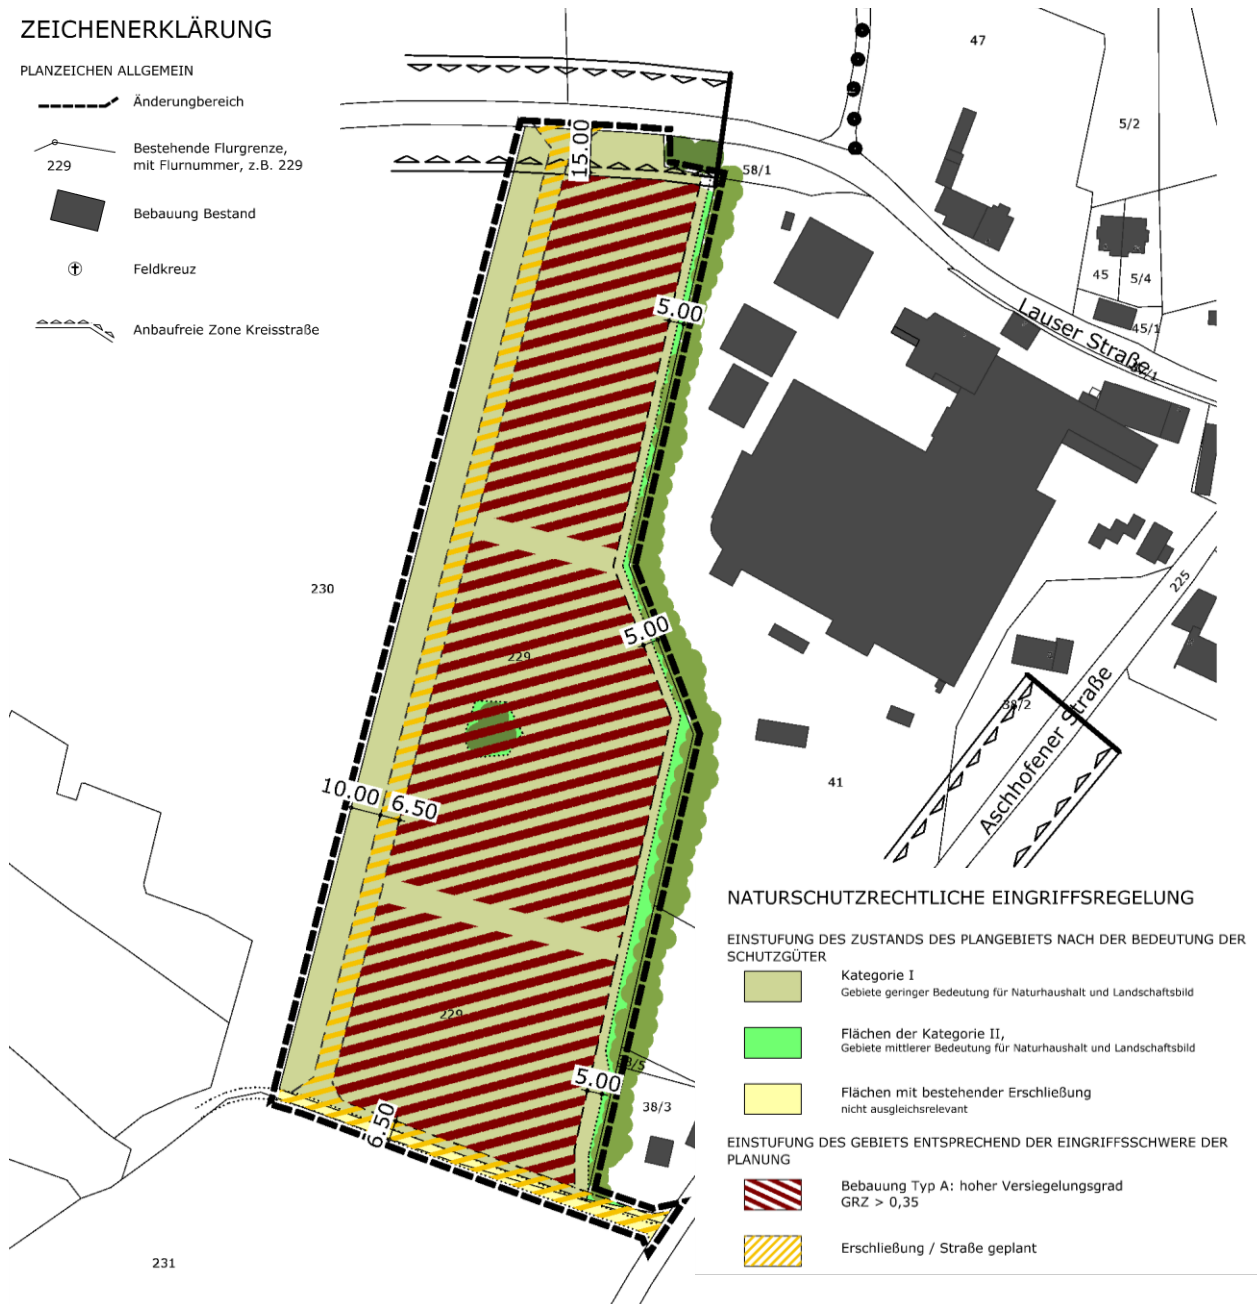 ZEICHENERKLÄRUNG
PLANZEICHEN ALLGEMEIN
Änderungbereich
Bestehende Flurgrenze,
mit Flurnummer, z.B. 229
229
Bebauung Bestand
Feldkreuz
Anbaufreie Zone Kreisstraße
47
5/2
15.00
58/1
45
5/4
5.00
Lauser Straße
45/1
225
230
5.00
229
38/2
Aschhofener Straße
10.00
6.50
41
229
5.00
38/3
6.50
231
NATURSCHUTZRECHTLICHE EINGRIFFSREGELUNG
EINSTUFUNG DES ZUSTANDS DES PLANGEBIETS NACH DER BEDEUTUNG DER
SCHUTZGÜTER
Kategorie I
Gebiete geringer Bedeutung für Naturhaushalt und Landschaftsbild
Flächen der Kategorie II,
Gebiete mittlerer Bedeutung für Naturhaushalt und Landschaftsbild
Flächen mit bestehender Erschließung
nicht ausgleichsrelevant
EINSTUFUNG DES GEBIETS ENTSPRECHEND DER EINGRIFFSSCHWERE DER
PLANUNG
Bebauung Typ A: hoher Versiegelungsgrad
GRZ > 0,35
Erschließung / Straße geplant